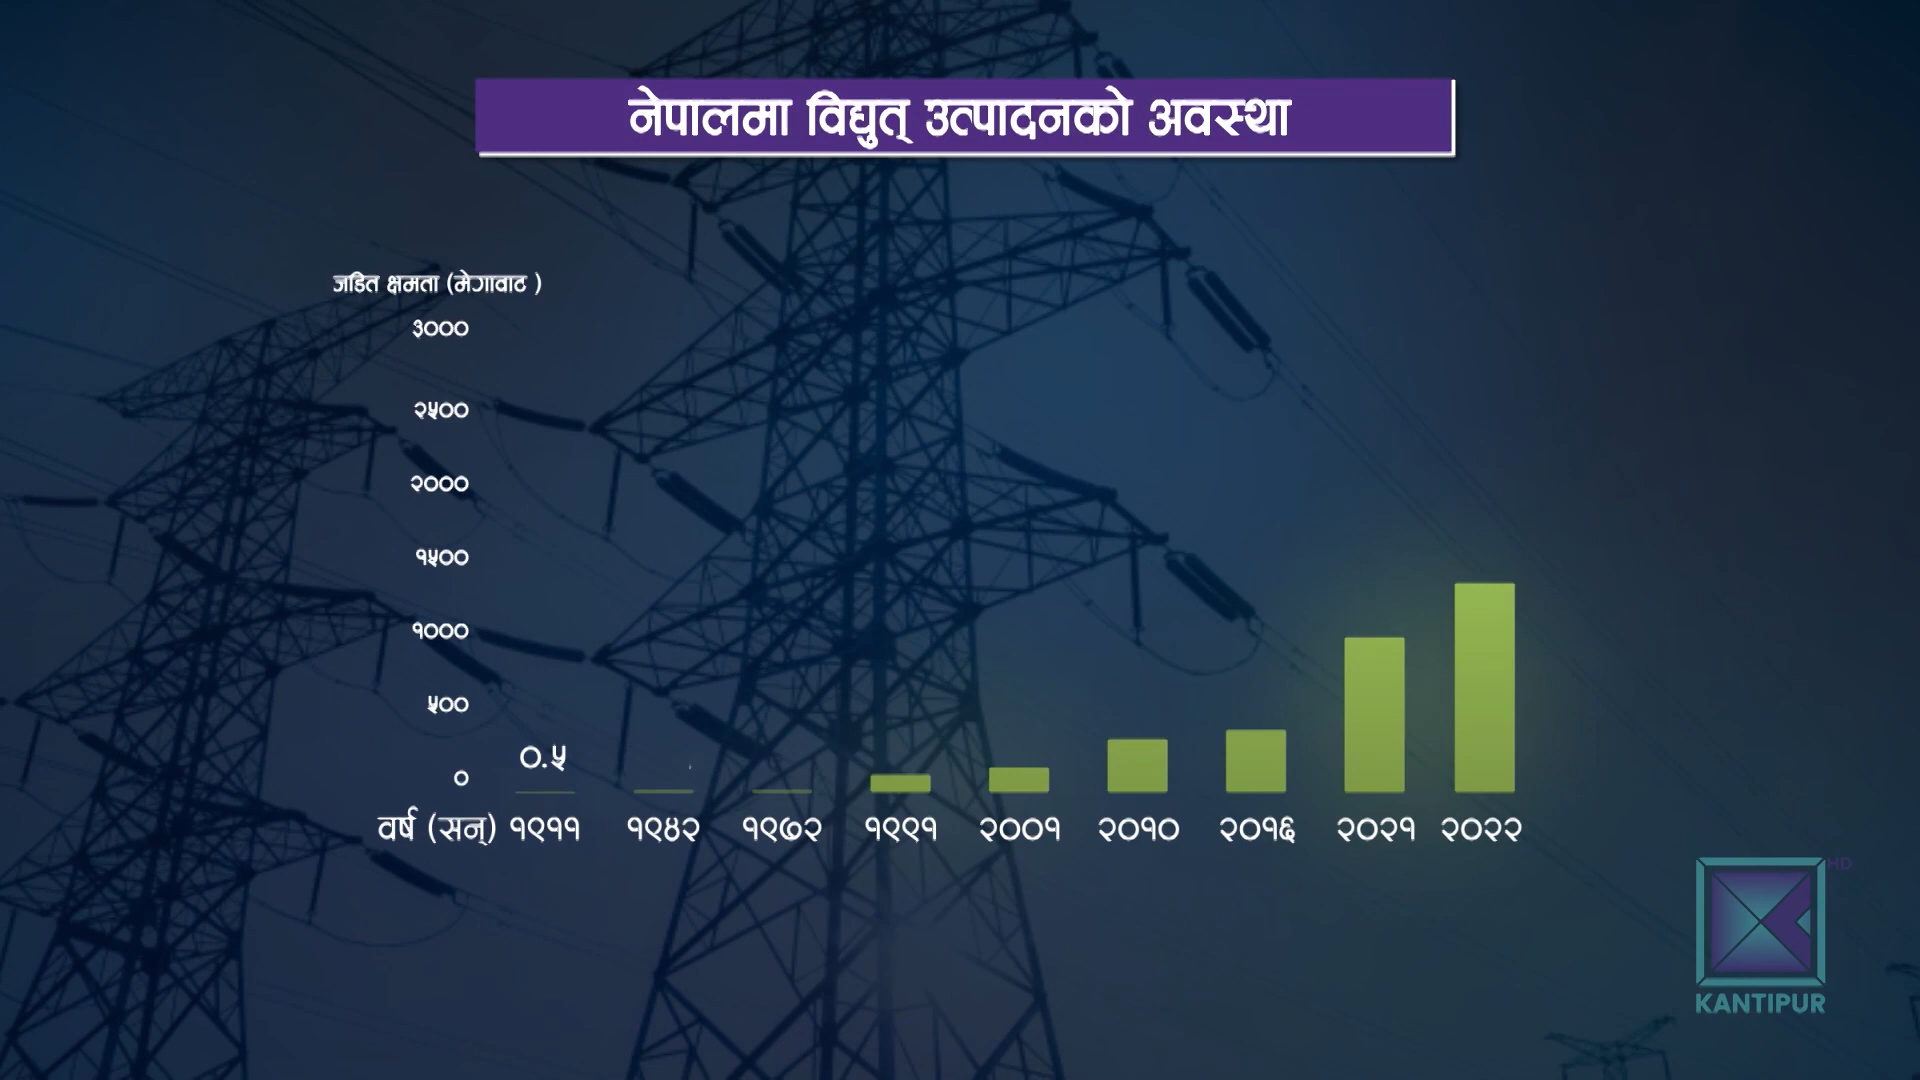 नेपालमा विद्युत् उत्पादनको अवस्था
जडित क्षमता (मेगावाट )
३०००
२५००
२०००
१५००
१०००
५००
०.५
०
वर्ष (सन्) १९११ १९४२ १९७२ १९९१ २००१ २०१० २०१६ २०२१ २०२२
HD
KANTIPUR